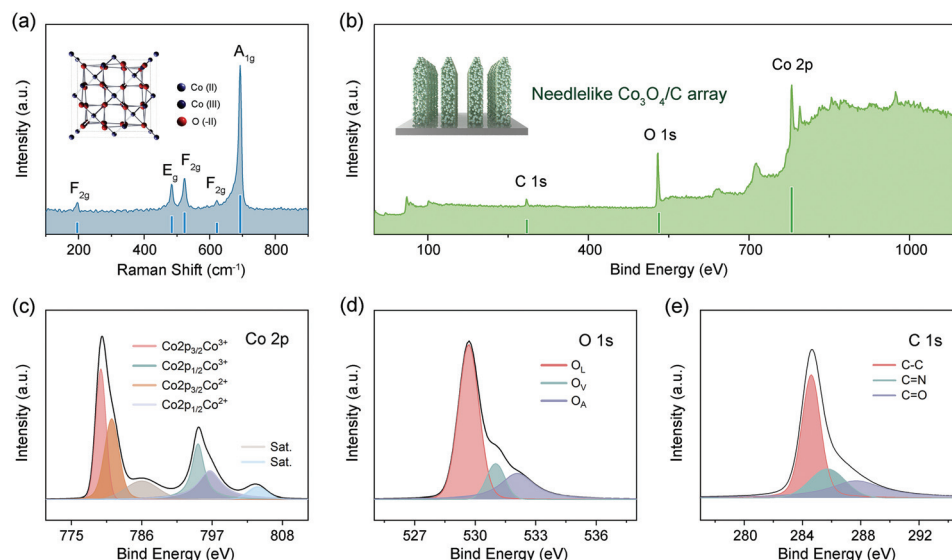 (a)
Intensity (a.u.)
Co (II)
Co (III)
O (-II)
F2g
Eg
F2g
F2g
A1g
200 400 600 800
Raman Shift (cm-1)
(b)
Intensity (a.u.)
Needlelike Co3O4/C array
C 1s
O 1s
Co 2p
100 400 700 1000
Bind Energy (eV)
(c)
Intensity (a.u.)
Co 2p
Co2p3/2Co3+
Co2p1/2Co3+
Co2p3/2Co2+
Co2p1/2Co2+
Sat.
Sat.
775 786 797 808
Bind Energy (eV)
(d)
Intensity (a.u.)
O 1s
OL
OV
OA
527 530 533 536
Bind Energy (eV)
(e)
Intensity (a.u.)
C 1s
C-C
C=N
C=O
280 284 288 292
Bind Energy (eV)